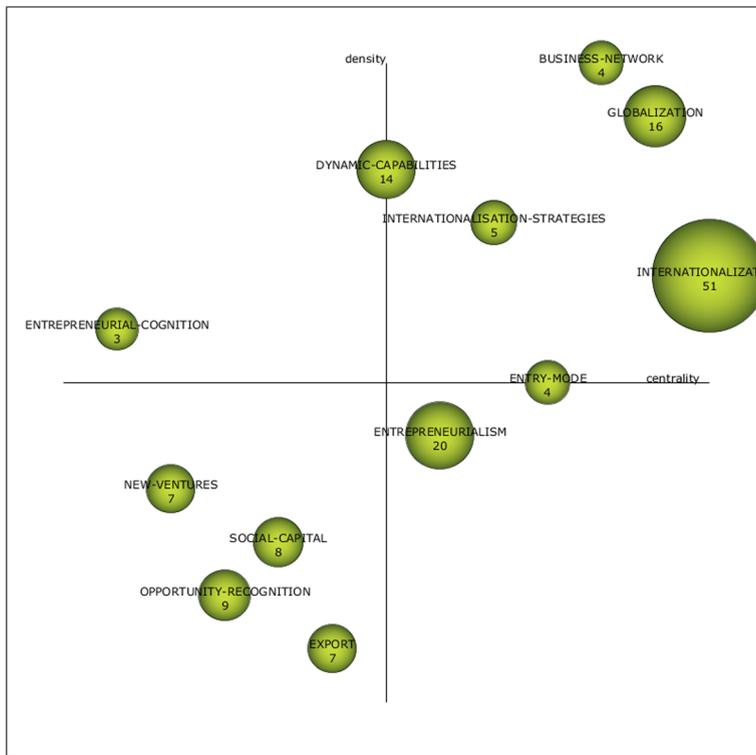 density
BUSINESS-NETWORK
4
GLOBALIZATION
16
DYNAMIC-CAPABILITIES
14
INTERNATIONALISATION-STRATEGIES
5
INTERNATIONALIZAT
51
ENTREPRENEURIAL-COGNITION
3
ENTRY-MODE
4
centrality
ENTREPRENEURIALISM
20
NEW-VENTURES
7
SOCIAL-CAPITAL
8
OPPORTUNITY-RECOGNITION
9
EXPORT
7